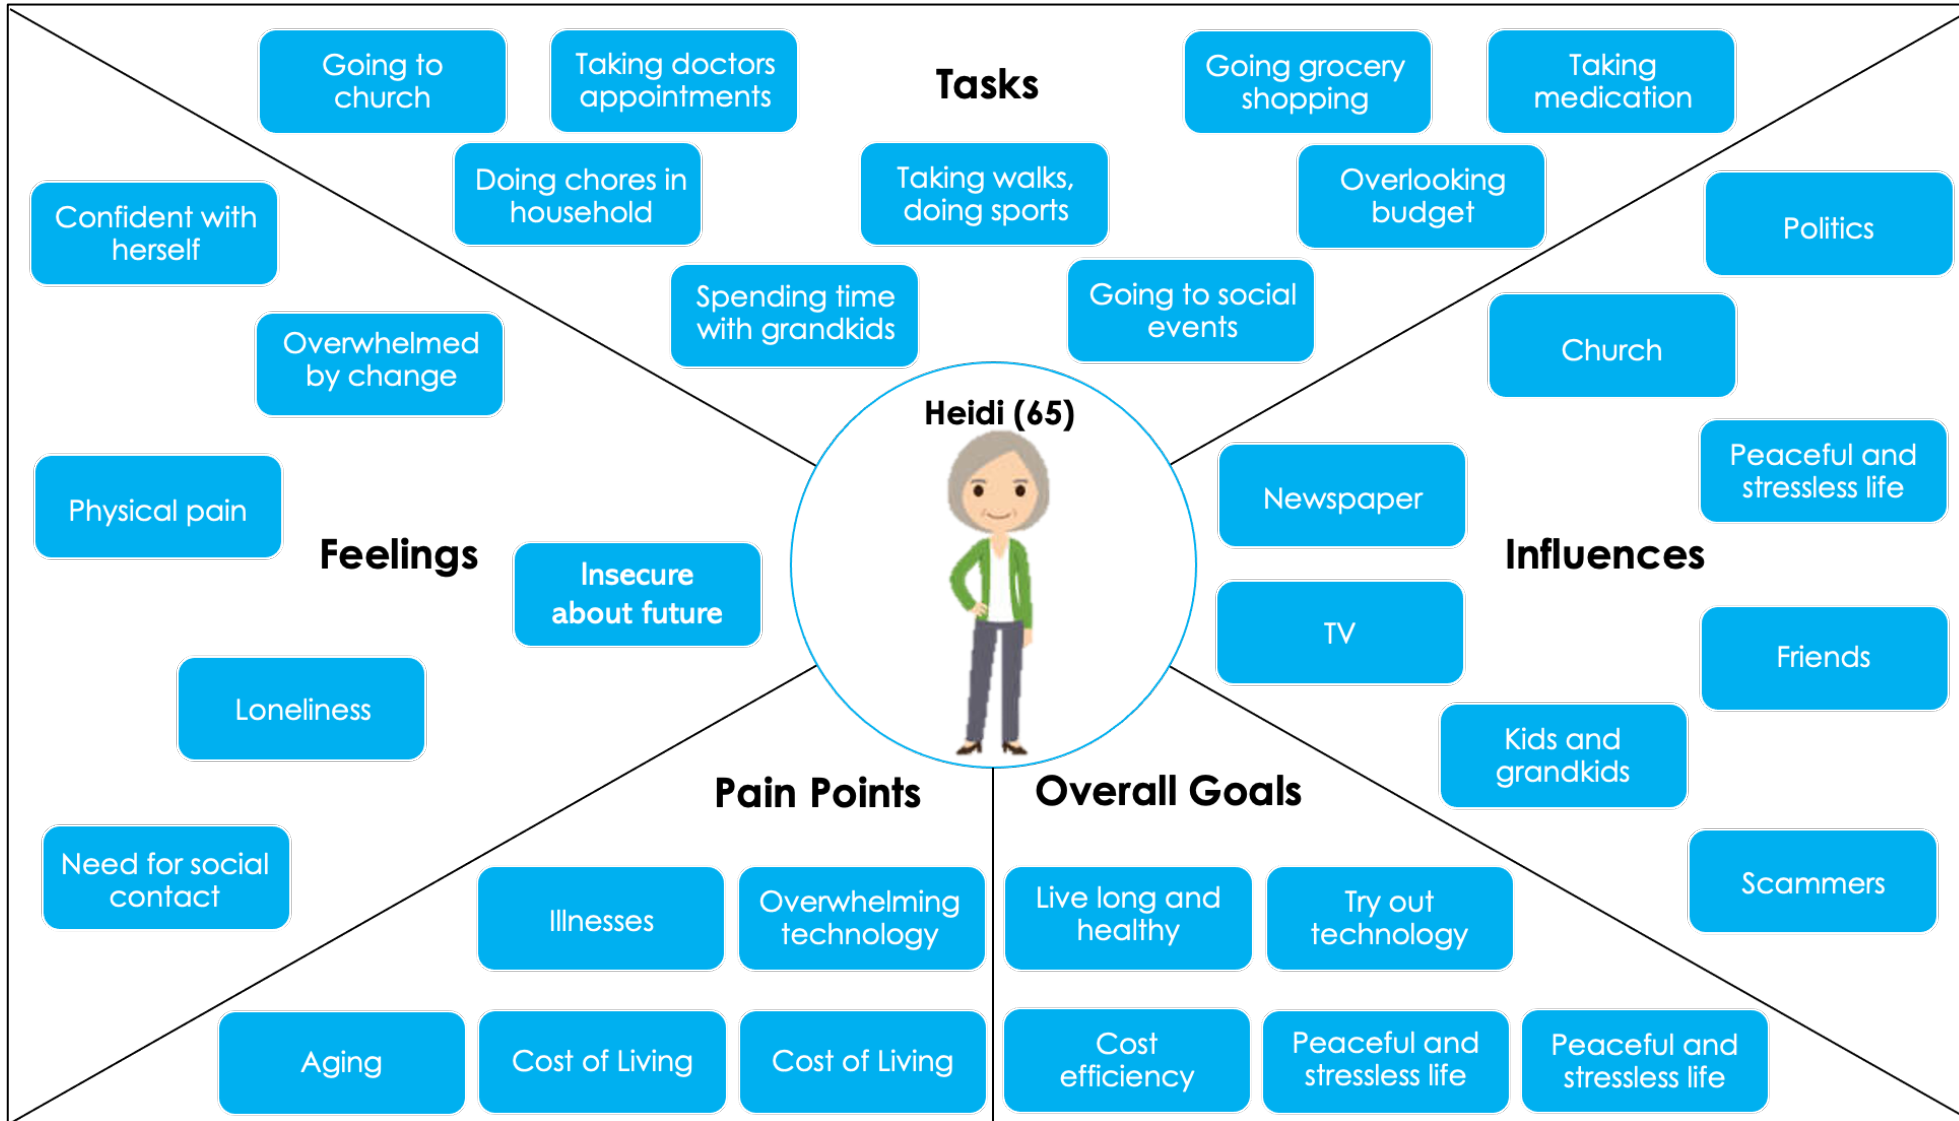 Tasks
Going to
church
Taking doctors
appointments
Going grocery
shopping
Taking
medication
Doing chores in
household
Taking walks,
doing sports
Overlooking
budget
Spending time
with grandkids
Going to social
events
Heidi (65)
Feelings
Confident with
herself
Overwhelmed
by change
Physical pain
Insecure
about future
Loneliness
Need for social
contact
Influences
Politics
Church
Peaceful and
stressless life
Newspaper
TV
Friends
Kids and
grandkids
Scammers
Pain Points
Illnesses
Overwhelming
technology
Aging
Cost of Living
Cost of Living
Overall Goals
Live long and
healthy
Try out
technology
Cost
efficiency
Peaceful and
stressless life
Peaceful and
stressless life